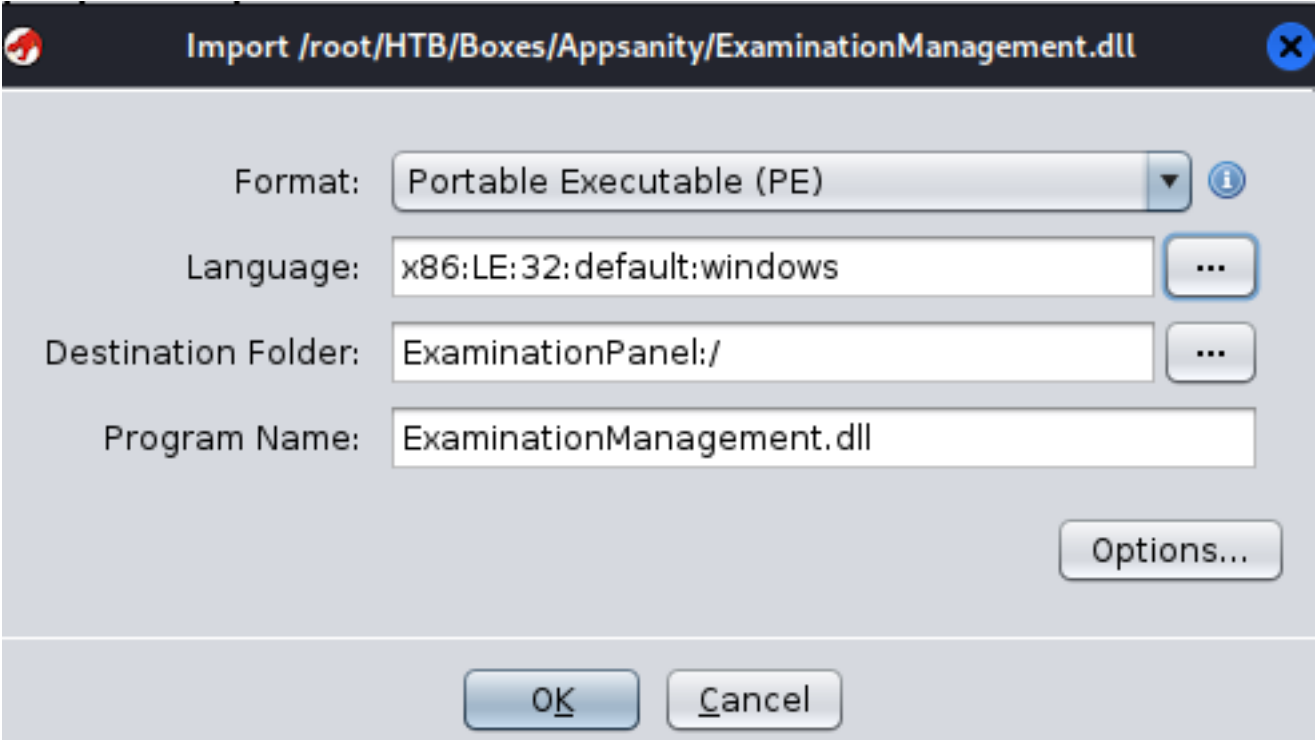 Import /root/HTB/Boxes/Appsanity/ExaminationManagement.dll
Format: Portable Executable (PE)
Language: x86:LE:32:default:windows ...
Destination Folder: ExaminationPanel:/ ...
Program Name: ExaminationManagement.dll
Options...
OK Cancel